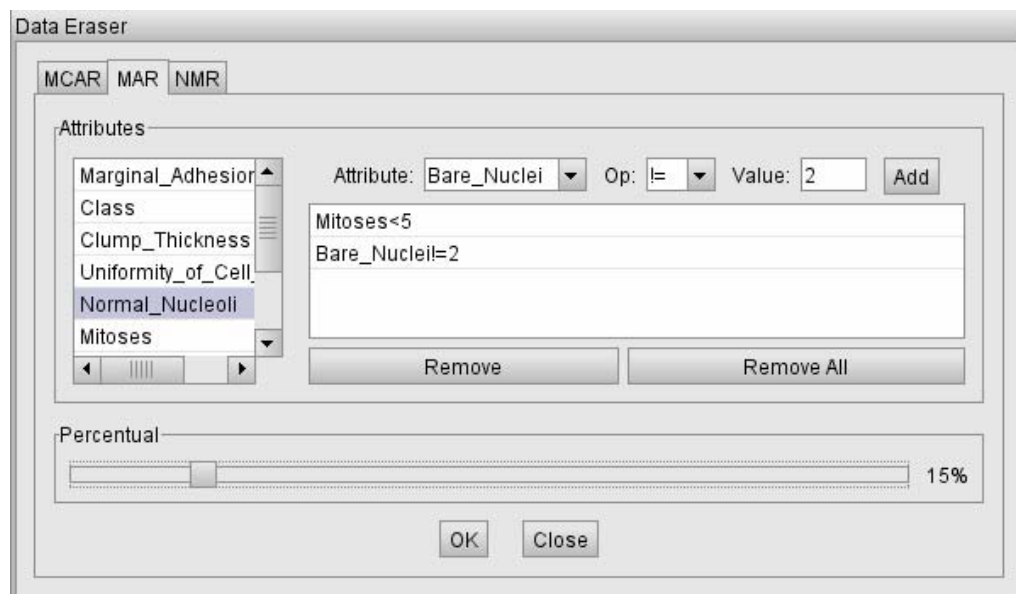 Data Eraser
MCAR MAR NMR
Attributes
Marginal_Adhesion
Class
Clump_Thickness
Uniformity_of_Cell_
Normal_Nucleoli
Mitoses
Attribute: Bare_Nuclei Op: != Value: 2 Add
Mitoses<5
Bare_Nuclei!=2
Remove Remove All
Percentual
15%
OK Close